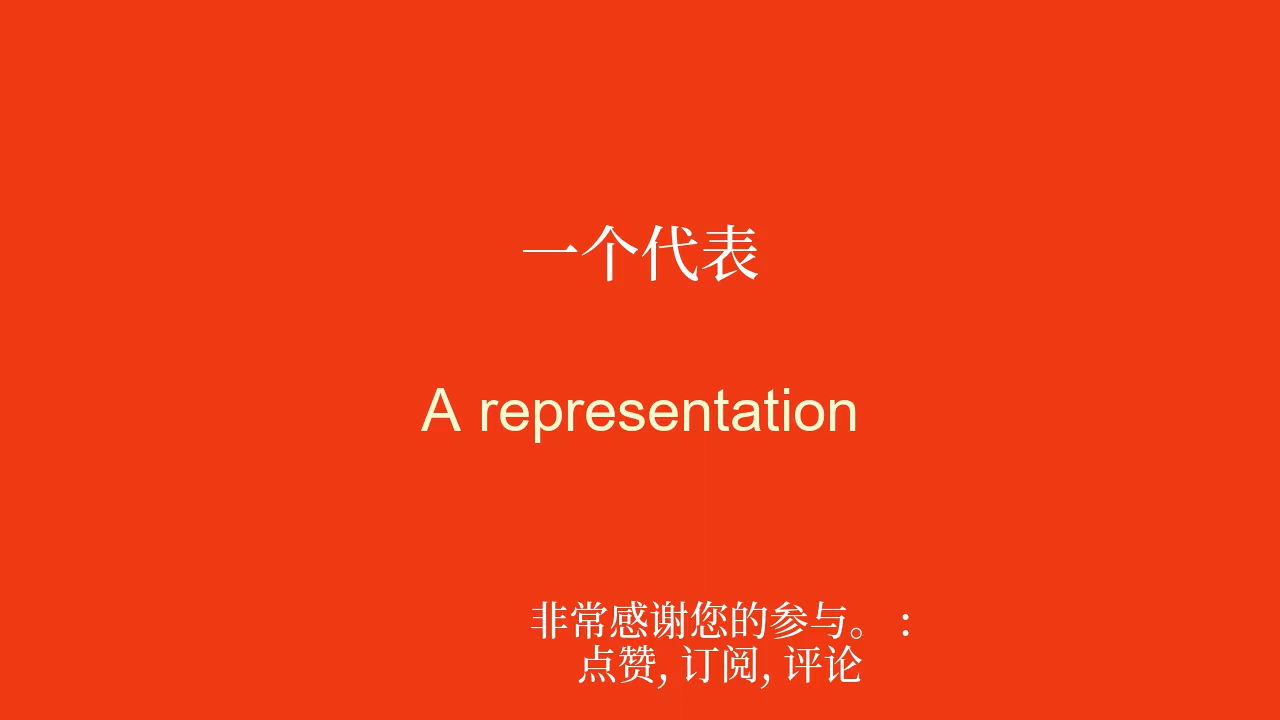 一个代表
A representation
非常感谢您的参与。 :
点赞, 订阅, 评论